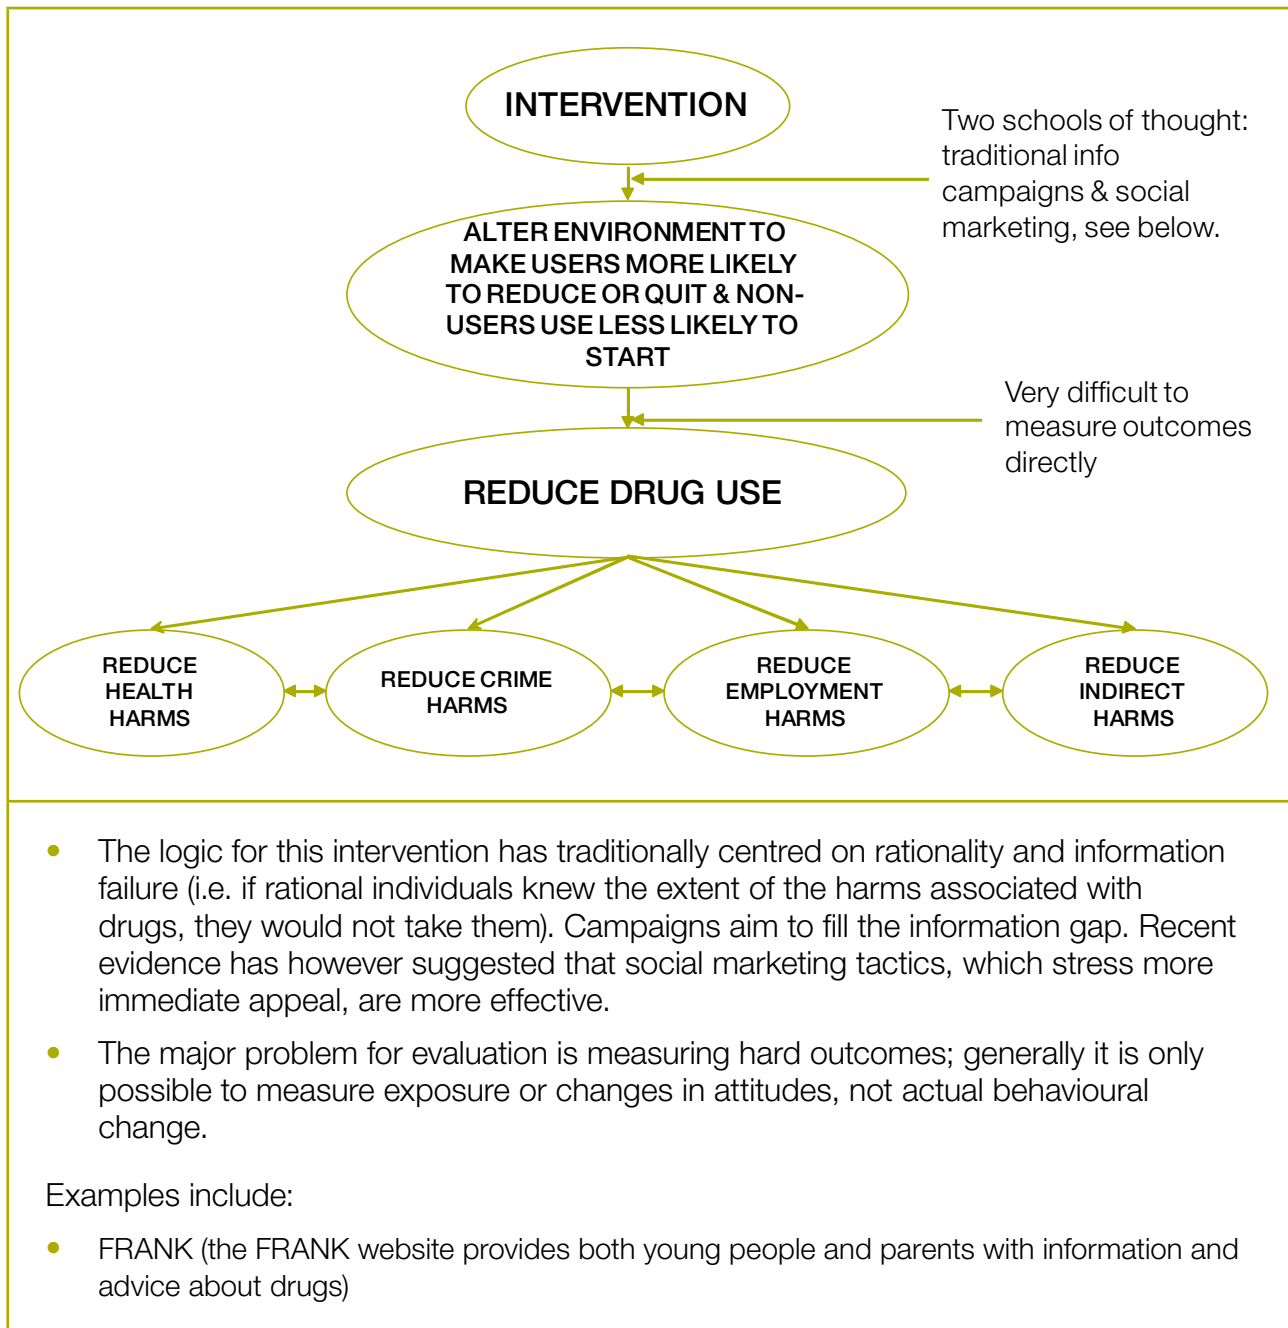 INTERVENTION
Two schools of thought:
traditional info
campaigns & social
marketing, see below.
ALTER ENVIRONMENT TO
MAKE USERS MORE LIKELY
TO REDUCE OR QUIT & NON-
USERS USE LESS LIKELY TO
START
Very difficult to
measure outcomes
directly
REDUCE DRUG USE
REDUCE
HEALTH
HARMS
REDUCE CRIME
HARMS
REDUCE
EMPLOYMENT
HARMS
REDUCE
INDIRECT
HARMS
• The logic for this intervention has traditionally centred on rationality and information
failure (i.e. if rational individuals knew the extent of the harms associated with
drugs, they would not take them). Campaigns aim to fill the information gap. Recent
evidence has however suggested that social marketing tactics, which stress more
immediate appeal, are more effective.
• The major problem for evaluation is measuring hard outcomes; generally it is only
possible to measure exposure or changes in attitudes, not actual behavioural
change.
Examples include:
• FRANK (the FRANK website provides both young people and parents with information and
advice about drugs)